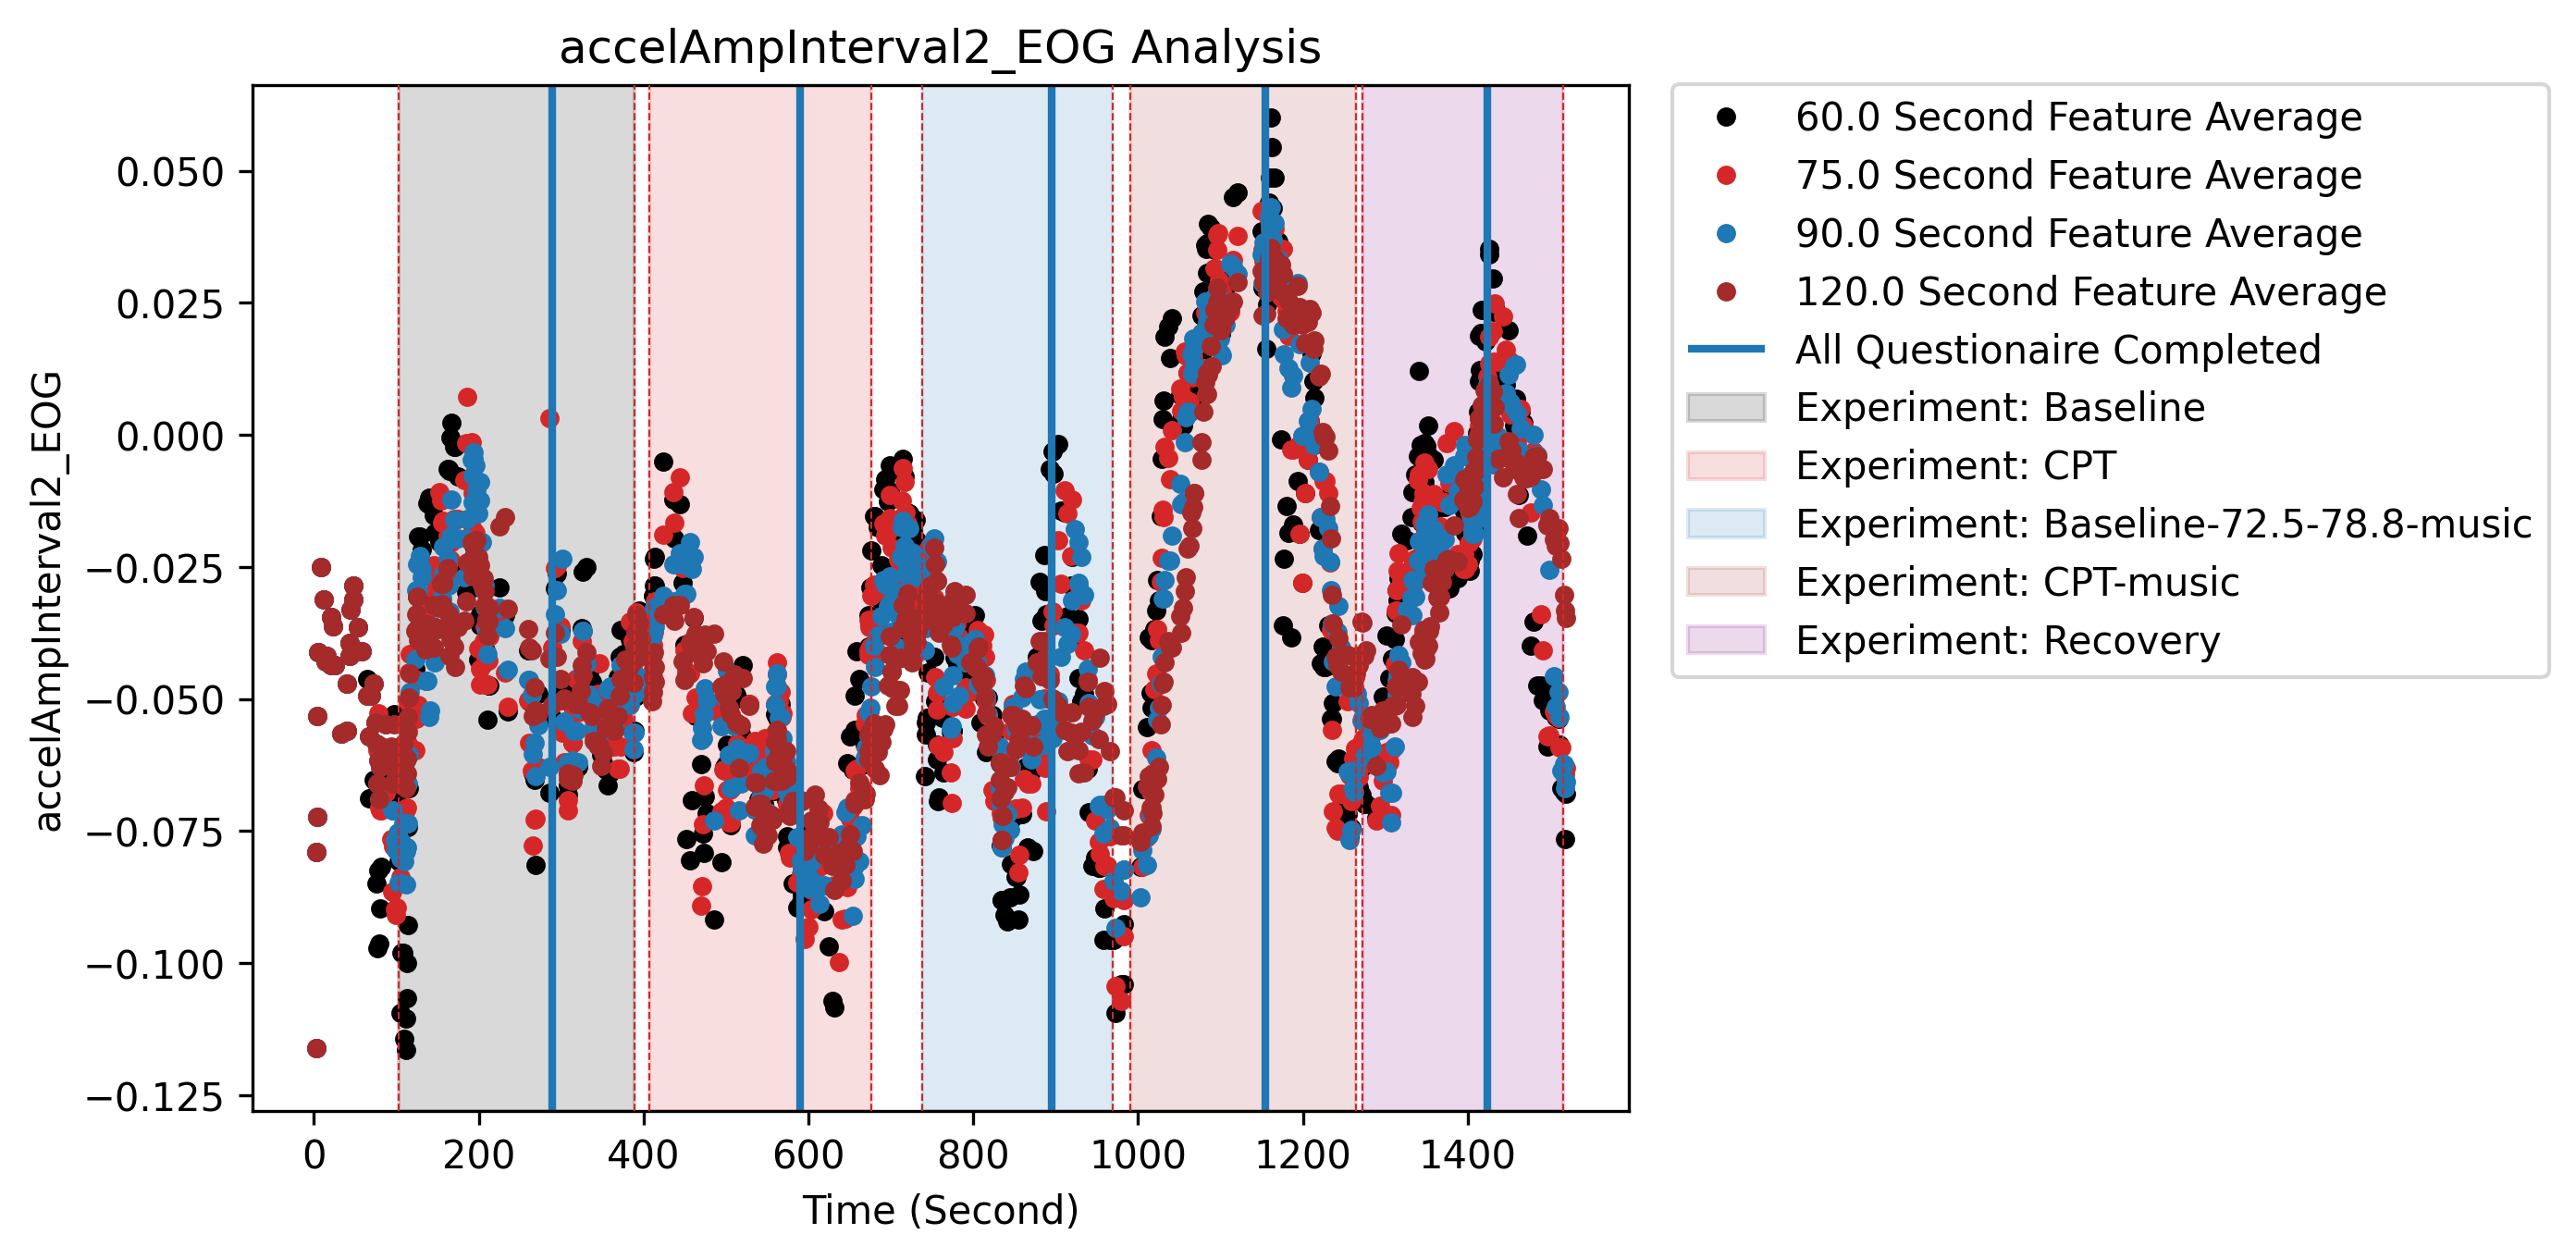 accelAmpInterval2_EOG Analysis
accelAmpInterval2_EOG
0.050
0.025
0.000
−0.025
−0.050
−0.075
−0.100
−0.125
0 200 400 600 800 1000 1200 1400
Time (Second)
60.0 Second Feature Average
75.0 Second Feature Average
90.0 Second Feature Average
120.0 Second Feature Average
All Questionaire Completed
Experiment: Baseline
Experiment: CPT
Experiment: Baseline-72.5-78.8-music
Experiment: CPT-music
Experiment: Recovery